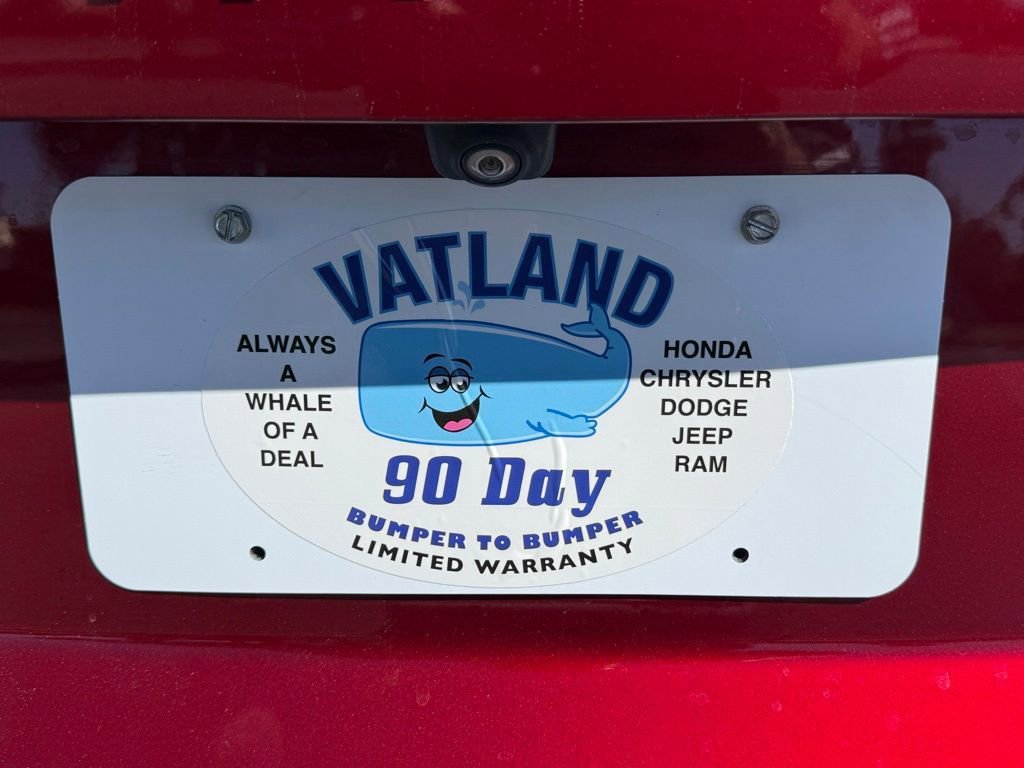 VATLAND
ALWAYS
A
WHALE
OF A
DEAL
HONDA
CHRYSLER
DODGE
JEEP
RAM
90 Day
BUMPER TO BUMPER
LIMITED WARRANTY